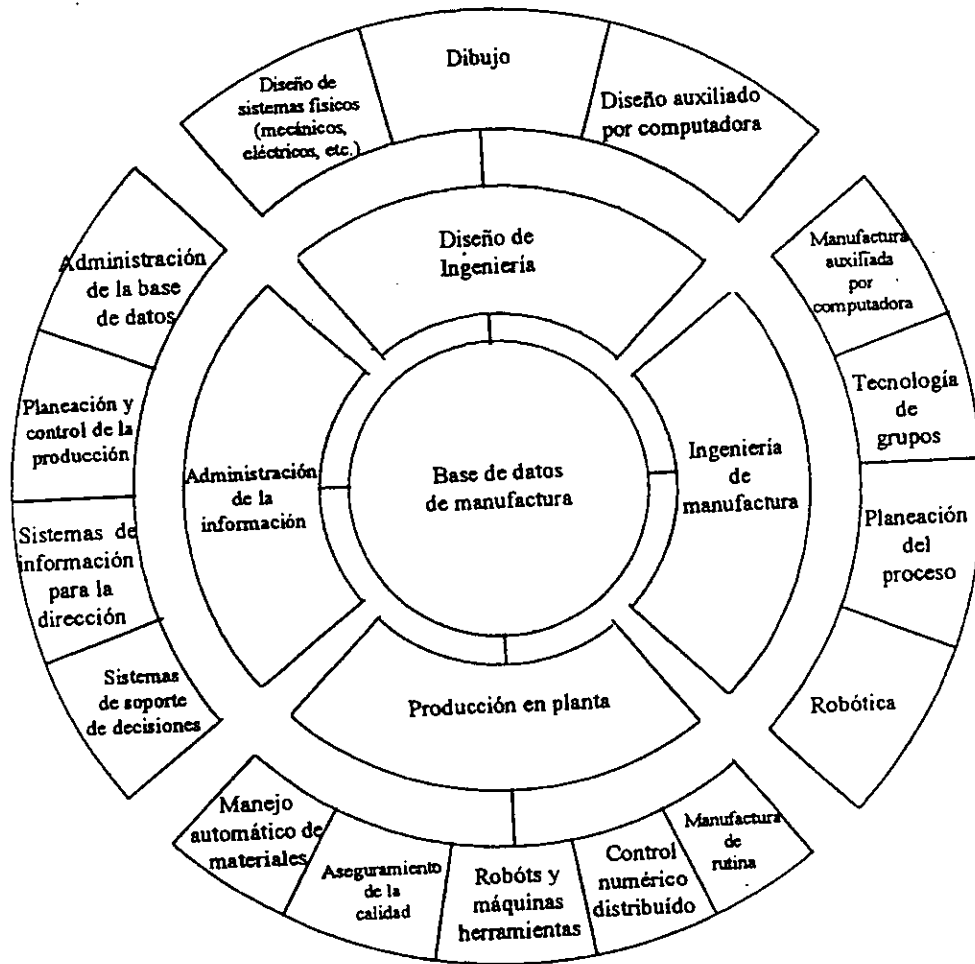 Dibujo
Diseño de
sistemas físicos
(mecánicos,
eléctricos, etc.)
Diseño auxiliado
por computadora
Diseño de
Ingeniería
Administración
de la base
de datos
Planeación y
control de la
producción
Sistemas de
información
para la
dirección
Sistemas
de soporte
de decisiones
Administración
de la
información
Base de datos
de manufactura
Ingeniería
de
manufactura
Manufactura
auxiliada
por
computadora
Tecnología
de
grupos
Planeación
del
proceso
Robótica
Producción en planta
Manejo
automático de
materiales
Aseguramiento
de la
calidad
Robóts y
máquinas
herramientas
Control
numérico
distribuído
Manufactura
de
rutina